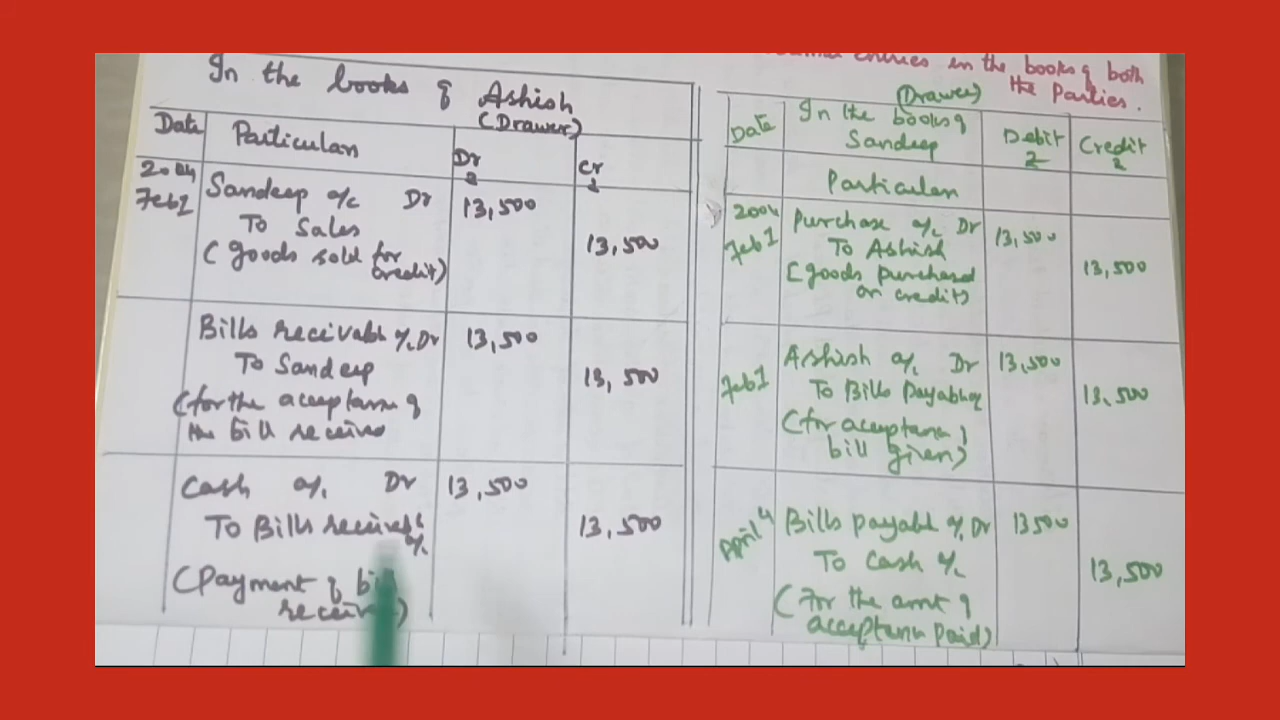 entries in the books of both
the Parties.
In the books of Ashish
(Drawer)
Date
Particulars
Dr
₹
Cr
₹
2004
Feb 1
Sandeep a/c Dr
13,500
To Sales
13,500
(goods sold for
credit)
Bills receivable a/c Dr
13,500
To Sandeep
13,500
(for the acceptance of
the bill receive
Cash a/c Dr
13,500
To Bills receivable
a/c
13,500
(Payment of bill
received)
(Drawee)
Date
In the books of
Sandeep
Debit
₹
Credit
₹
Particulars
2004
Feb 1
Purchase a/c Dr
13,500
To Ashish
13,500
(goods purchased
on credit)
Feb 1
Ashish a/c Dr
13,500
To Bills Payable a/c
13,500
(for acceptance of
bill given)
April 4
Bills payable a/c Dr
13500
To Cash a/c
13,500
(For the amt of
acceptance paid)